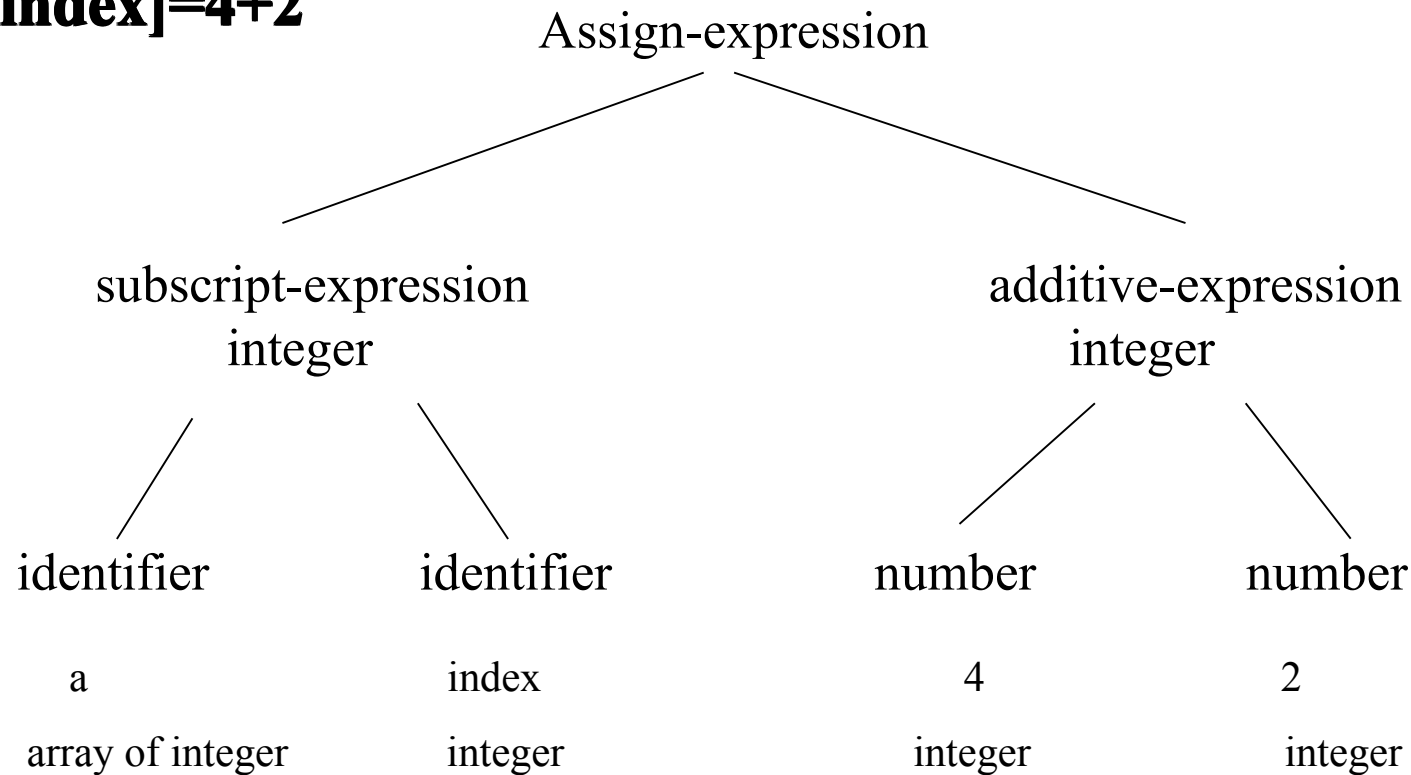 index]=4+2
Assign-expression
subscript-expression
integer
additive-expression
integer
identifier
identifier
number
number
a
index
4
2
array of integer
integer
integer
integer